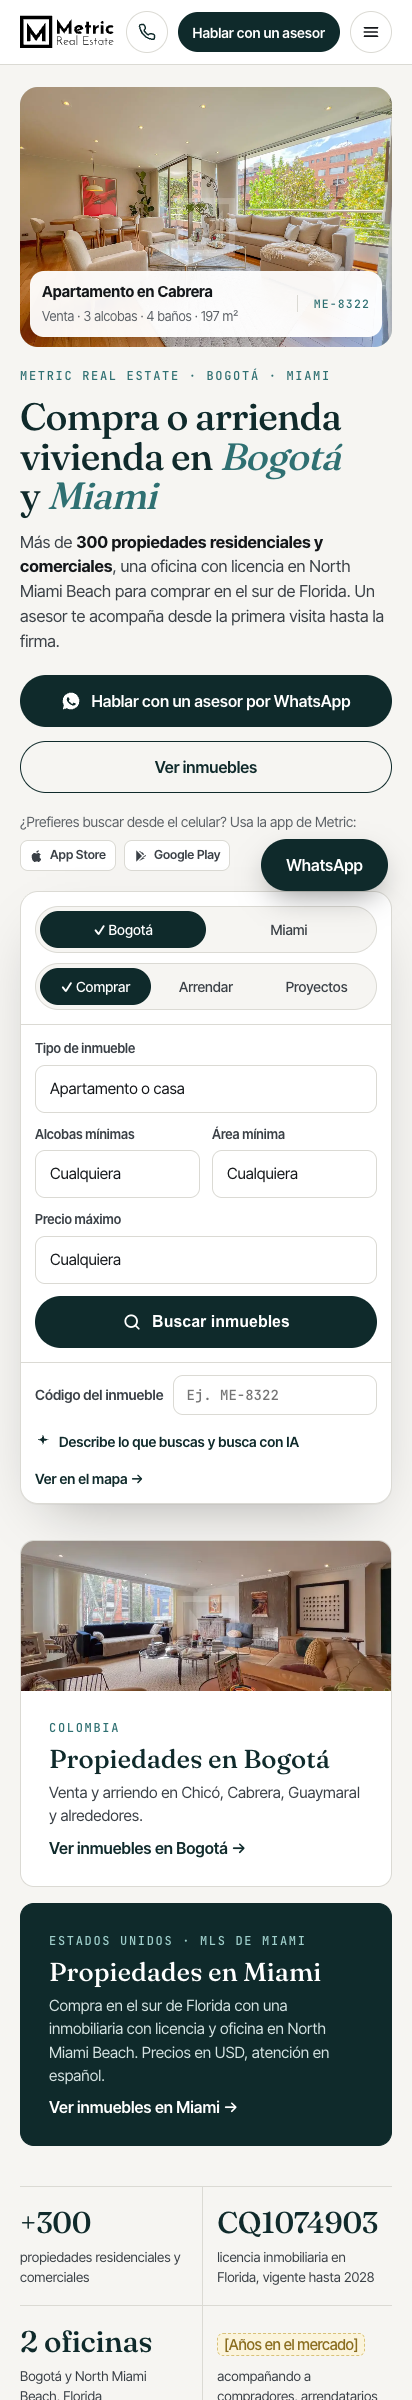 Metric
Real Estate
Hablar con un asesor
Apartamento en Cabrera
Venta · 3 alcobas · 4 baños · 197 m²
ME-8322
METRIC REAL ESTATE · BOGOTÁ · MIAMI
Compra o arrienda
vivienda en Bogotá
y Miami
Más de 300 propiedades residenciales y
comerciales, una oficina con licencia en North
Miami Beach para comprar en el sur de Florida. Un
asesor te acompaña desde la primera visita hasta la
firma.
Hablar con un asesor por WhatsApp
Ver inmuebles
¿Prefieres buscar desde el celular? Usa la app de Metric:
App Store
Google Play
WhatsApp
✓ Bogotá
Miami
✓ Comprar
Arrendar
Proyectos
Tipo de inmueble
Apartamento o casa
Alcobas mínimas
Área mínima
Cualquiera
Cualquiera
Precio máximo
Cualquiera
Buscar inmuebles
Código del inmueble
Ej. ME-8322
Describe lo que buscas y busca con IA
Ver en el mapa →
COLOMBIA
Propiedades en Bogotá
Venta y arriendo en Chicó, Cabrera, Guaymaral
y alrededores.
Ver inmuebles en Bogotá →
ESTADOS UNIDOS · MLS DE MIAMI
Propiedades en Miami
Compra en el sur de Florida con una
inmobiliaria con licencia y oficina en North
Miami Beach. Precios en USD, atención en
español.
Ver inmuebles en Miami →
+300
propiedades residenciales y
comerciales
CQ1074903
licencia inmobiliaria en
Florida, vigente hasta 2028
2 oficinas
Bogotá y North Miami
Beach, Florida
[Años en el mercado]
acompañando a
compradores, arrendatarios